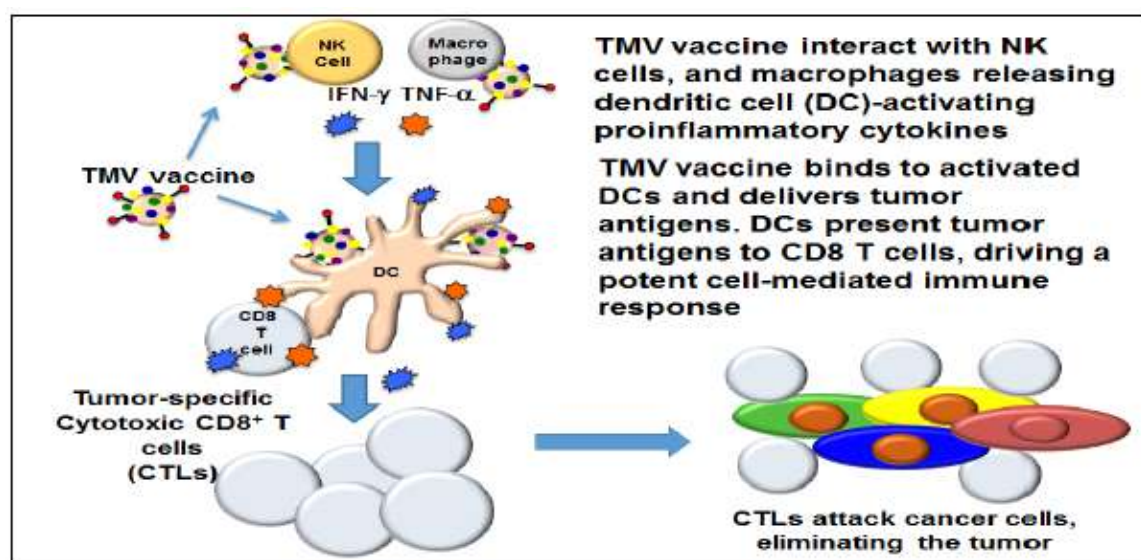 NK
Cell
Macro
phage
IFN-γ TNF-α
TMV vaccine
DC
CD8
T
cell
Tumor-specific
Cytotoxic CD8⁺ T
cells
(CTLs)
TMV vaccine interact with NK
cells, and macrophages releasing
dendritic cell (DC)-activating
proinflammatory cytokines
TMV vaccine binds to activated
DCs and delivers tumor
antigens. DCs present tumor
antigens to CD8 T cells, driving a
potent cell-mediated immune
response
CTLs attack cancer cells,
eliminating the tumor